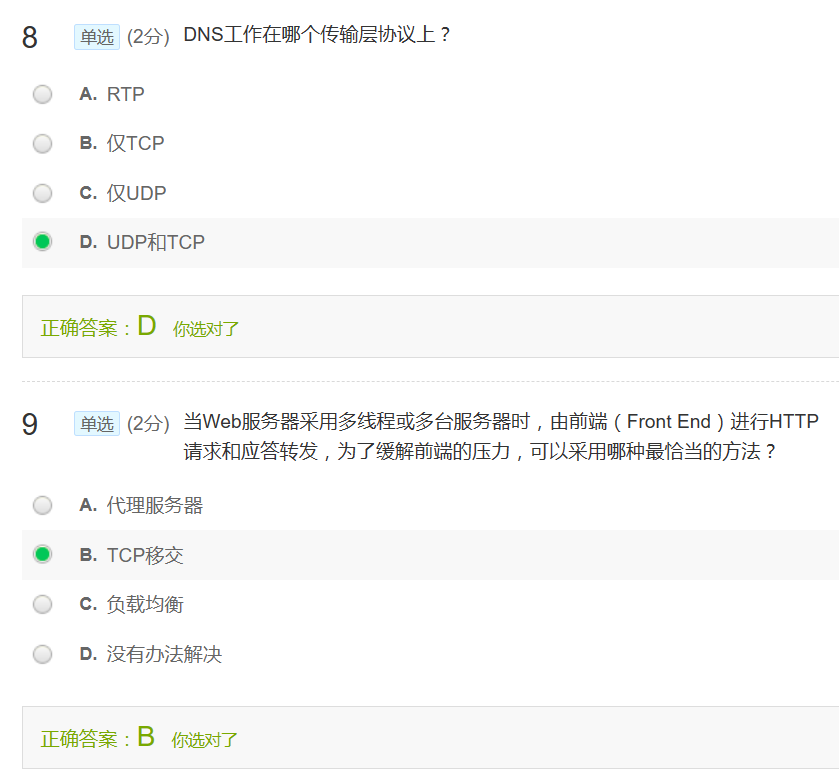 8 单选 (2分) DNS工作在哪个传输层协议上？
A. RTP
B. 仅TCP
C. 仅UDP
D. UDP和TCP
正确答案：D 你选对了
9 单选 (2分) 当Web服务器采用多线程或多台服务器时，由前端（Front End）进行HTTP
请求和应答转发，为了缓解前端的压力，可以采用哪种最恰当的方法？
A. 代理服务器
B. TCP移交
C. 负载均衡
D. 没有办法解决
正确答案：B 你选对了